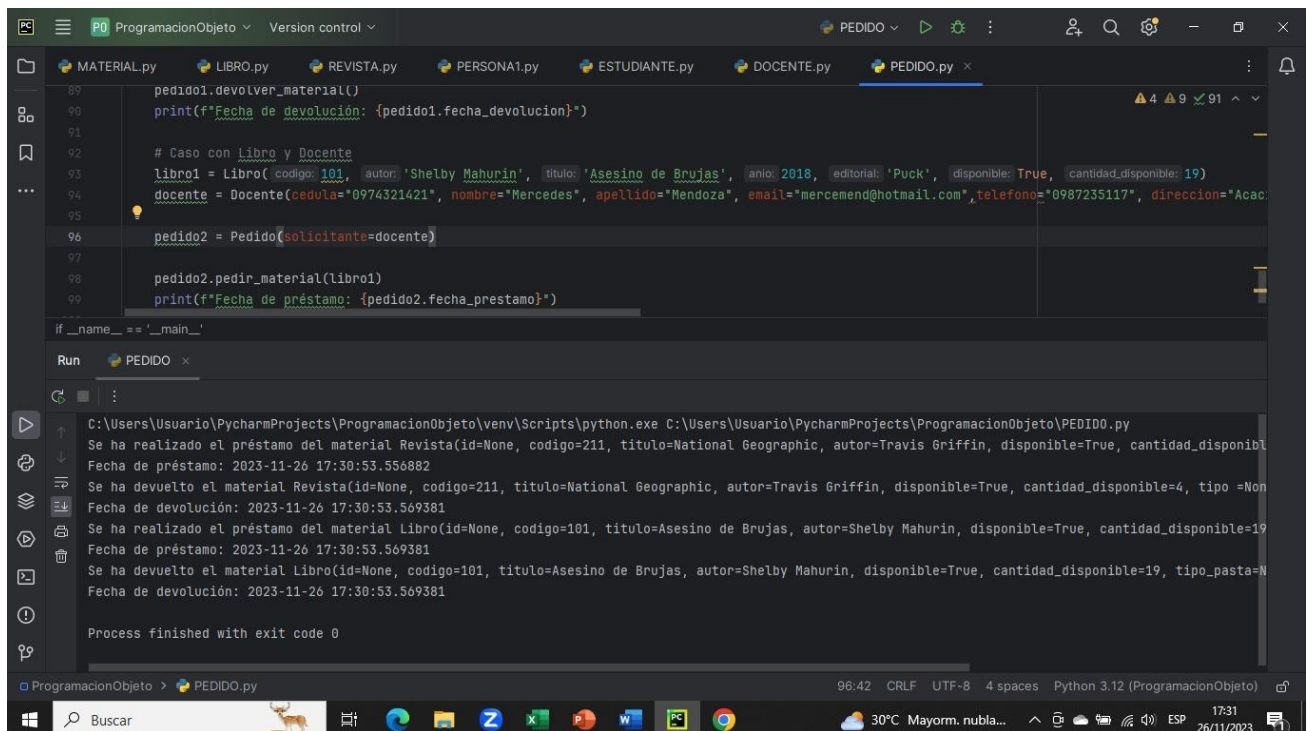 PC P0 ProgramacionObjeto Version control PEDIDO
MATERIAL.py LIBRO.py REVISTA.py PERSONA1.py ESTUDIANTE.py DOCENTE.py PEDIDO.py
89 pedido1.devolver_material()
4 9 91
90 print(f"Fecha de devolución: {pedido1.fecha_devolucion}")
91
92 # Caso con Libro y Docente
93 libro1 = Libro( codigo: 101, autor: 'Shelby Mahurin', titulo: 'Asesino de Brujas', anio: 2018, editorial: 'Puck', disponible: True, cantidad_disponible: 19)
94 docente = Docente(cedula="0974321421", nombre="Mercedes", apellido="Mendoza", email="mercemend@hotmail.com",telefono="0987235117", direccion="Acac
95
96 pedido2 = Pedido(solicitante=docente)
97
98 pedido2.pedir_material(libro1)
99 print(f"Fecha de préstamo: {pedido2.fecha_prestamo}")
if __name__ == '__main__'
Run PEDIDO
C:\Users\Usuario\PycharmProjects\ProgramacionObjeto\venv\Scripts\python.exe C:\Users\Usuario\PycharmProjects\ProgramacionObjeto\PEDIDO.py
Se ha realizado el préstamo del material Revista(id=None, codigo=211, titulo=National Geographic, autor=Travis Griffin, disponible=True, cantidad_disponibl
Fecha de préstamo: 2023-11-26 17:30:53.556882
Se ha devuelto el material Revista(id=None, codigo=211, titulo=National Geographic, autor=Travis Griffin, disponible=True, cantidad_disponible=4, tipo =Non
Fecha de devolución: 2023-11-26 17:30:53.569381
Se ha realizado el préstamo del material Libro(id=None, codigo=101, titulo=Asesino de Brujas, autor=Shelby Mahurin, disponible=True, cantidad_disponible=19
Fecha de préstamo: 2023-11-26 17:30:53.569381
Se ha devuelto el material Libro(id=None, codigo=101, titulo=Asesino de Brujas, autor=Shelby Mahurin, disponible=True, cantidad_disponible=19, tipo_pasta=N
Fecha de devolución: 2023-11-26 17:30:53.569381
Process finished with exit code 0
ProgramacionObjeto > PEDIDO.py 96:42 CRLF UTF-8 4 spaces Python 3.12 (ProgramacionObjeto)
Buscar 30°C Mayorm. nubla... ESP 17:31
26/11/2023